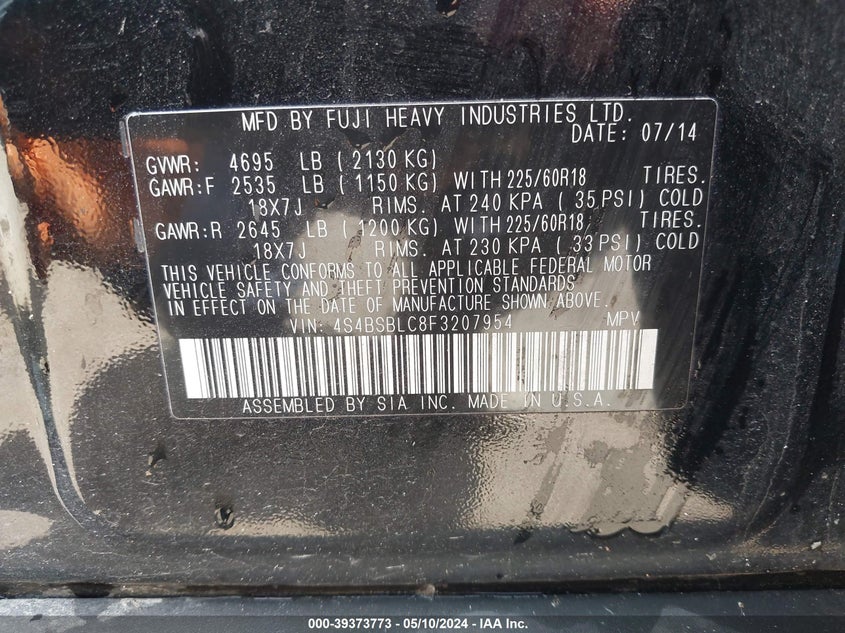 MFD BY FUJI HEAVY INDUSTRIES LTD.
DATE: 07/14
GVWR: 4695 LB ( 2130 KG)
GAWR:F 2535 LB ( 1150 KG) WITH 225/60R18 TIRES.
18X7J RIMS. AT 240 KPA ( 35 PSI) COLD
GAWR:R 2645 LB ( 1200 KG) WITH 225/60R18 TIRES.
18X7J RIMS. AT 230 KPA ( 33 PSI) COLD
THIS VEHICLE CONFORMS TO ALL APPLICABLE FEDERAL MOTOR
VEHICLE SAFETY AND THEFT PREVENTION STANDARDS
IN EFFECT ON THE DATE OF MANUFACTURE SHOWN ABOVE.
VIN: 4S4BSBLC8F3207954 MPV
ASSEMBLED BY SIA INC. MADE IN U.S.A.
000-39373773 — 05/10/2024 — IAA Inc.